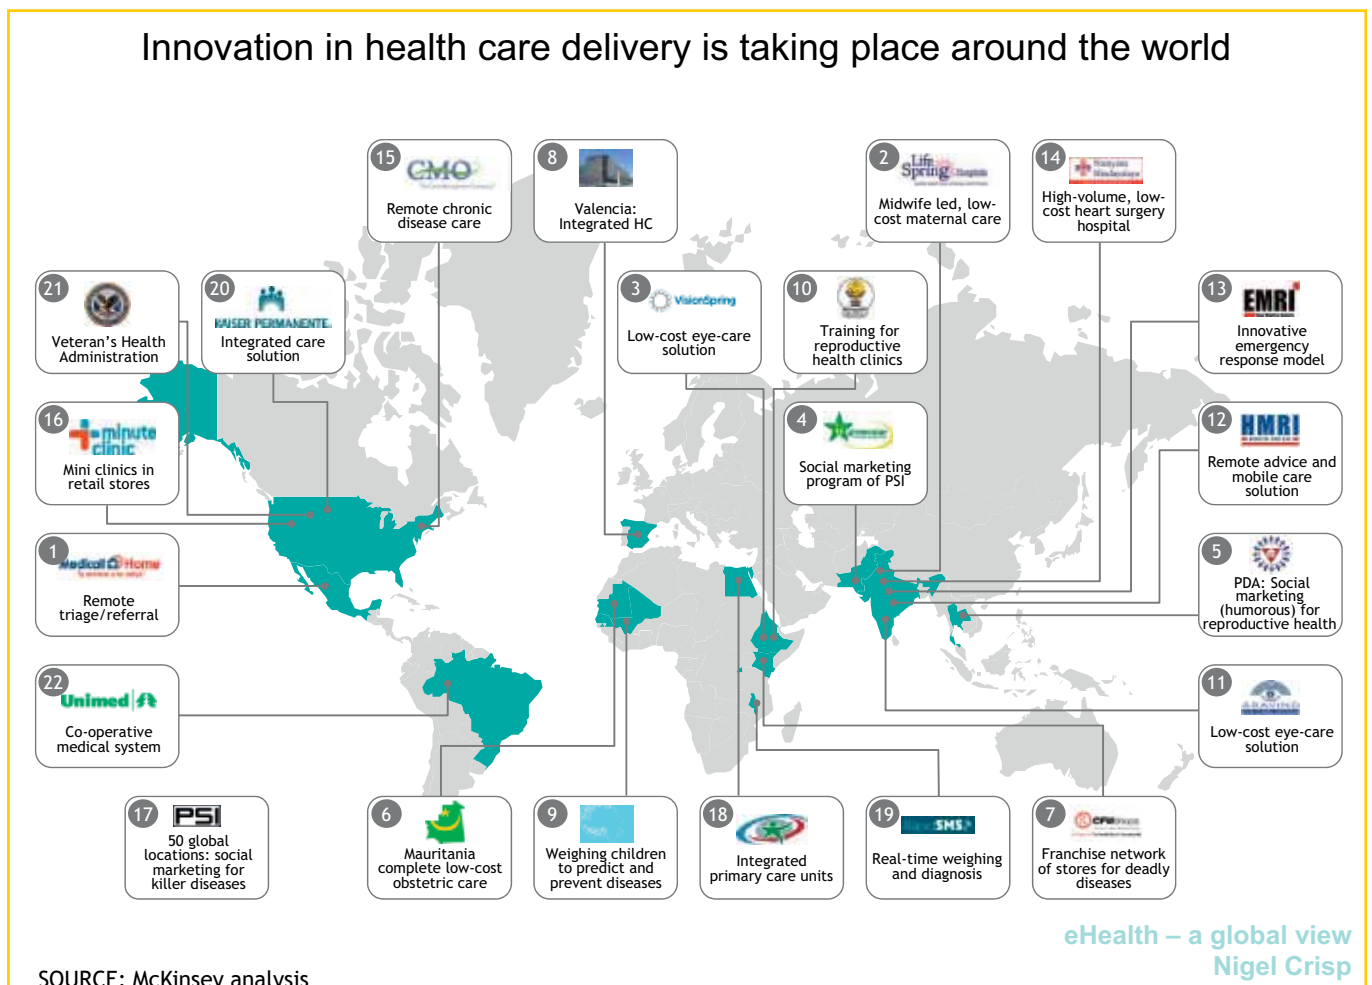 Innovation in health care delivery is taking place around the world
15
CMO
Remote chronic
disease care
8
Valencia:
Integrated HC
2
Life
Spring Hospitals
Midwife led, low-
cost maternal care
14
High-volume, low-
cost heart surgery
hospital
21
Veteran's Health
Administration
20
KAISER PERMANENTE.
Integrated care
solution
3
VisionSpring
Low-cost eye-care
solution
10
Training for
reproductive
health clinics
13
EMRI
Innovative
emergency
response model
16
minute
clinic
Mini clinics in
retail stores
4
Social marketing
program of PSI
12
HMRI
Remote advice and
mobile care
solution
1
Medicall Home
Remote
triage/referral
5
PDA: Social
marketing
(humorous) for
reproductive health
22
Unimed
Co-operative
medical system
11
ARAVIND
Low-cost eye-care
solution
17
PSI
50 global
locations: social
marketing for
killer diseases
6
Mauritania
complete low-cost
obstetric care
9
Weighing children
to predict and
prevent diseases
18
Integrated
primary care units
19
SMS
Real-time weighing
and diagnosis
7
CFWshops
Franchise network
of stores for deadly
diseases
eHealth – a global view
Nigel Crisp
SOURCE: McKinsey analysis